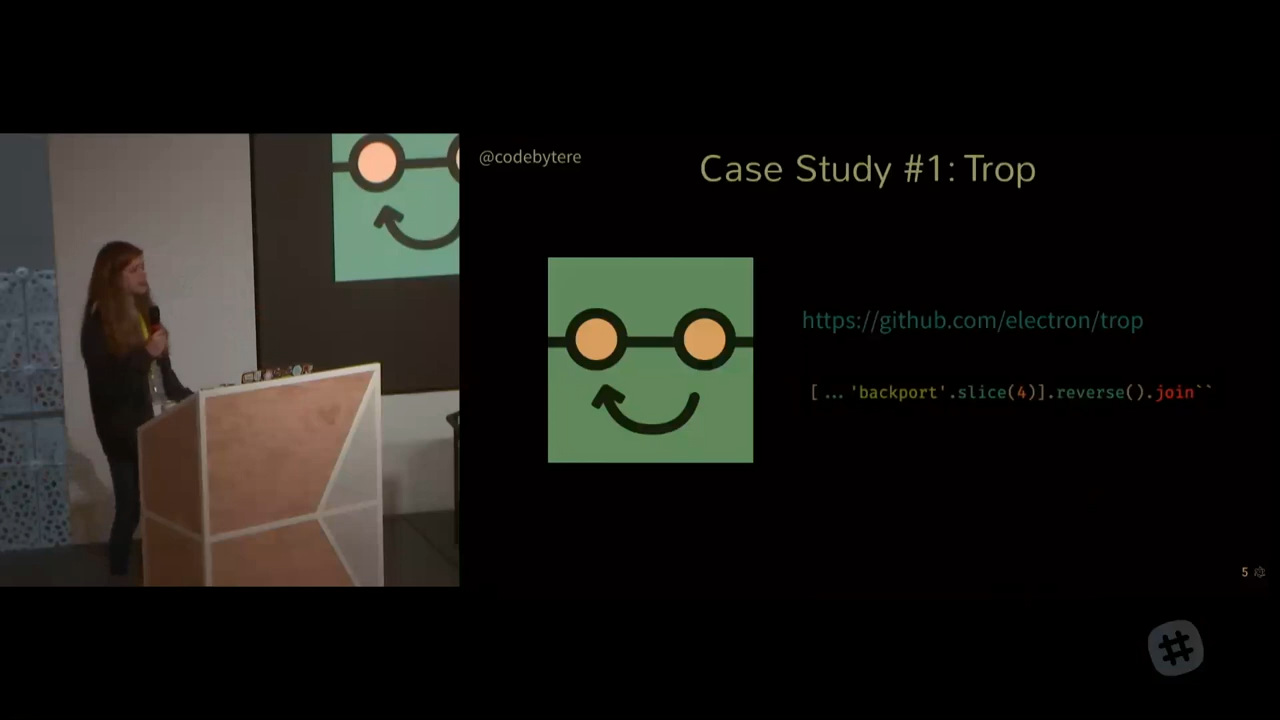 @codebytere
Case Study #1: Trop
https://github.com/electron/trop
[...'backport'.slice(4)].reverse().join``
5